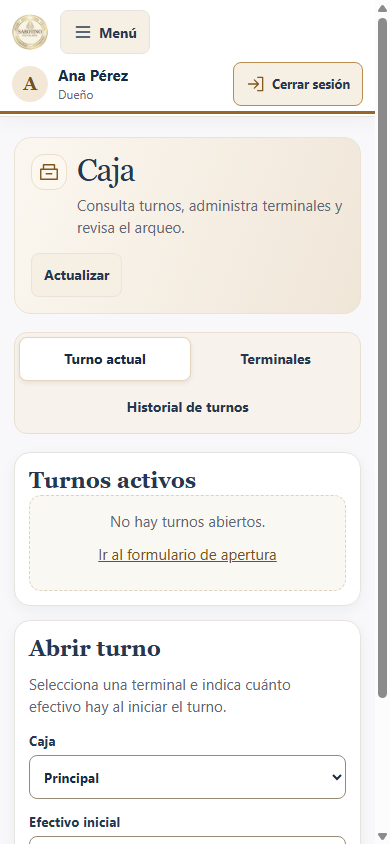 Menú
A
Ana Pérez
Dueño
Cerrar sesión
Caja
Consulta turnos, administra terminales y
revisa el arqueo.
Actualizar
Turno actual
Terminales
Historial de turnos
Turnos activos
No hay turnos abiertos.
Ir al formulario de apertura
Abrir turno
Selecciona una terminal e indica cuánto
efectivo hay al iniciar el turno.
Caja
Principal
Efectivo inicial